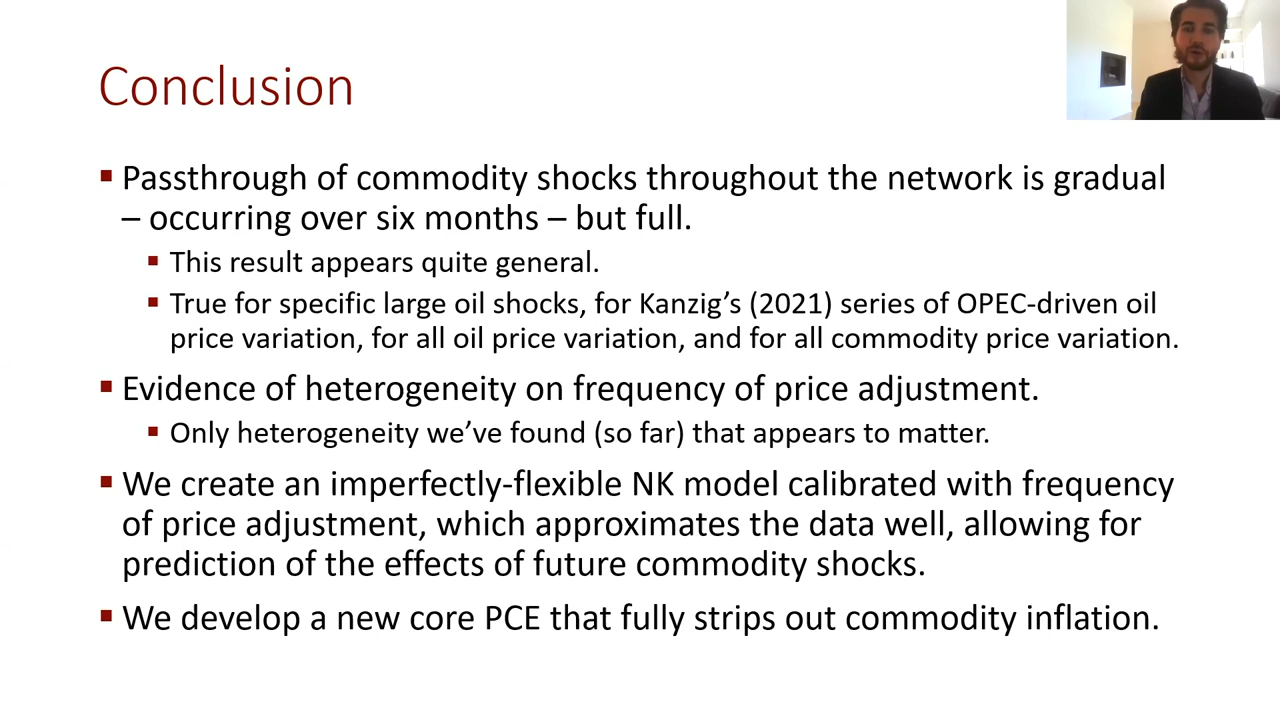 Conclusion
Passthrough of commodity shocks throughout the network is gradual
– occurring over six months – but full.
This result appears quite general.
True for specific large oil shocks, for Kanzig’s (2021) series of OPEC-driven oil
price variation, for all oil price variation, and for all commodity price variation.
Evidence of heterogeneity on frequency of price adjustment.
Only heterogeneity we’ve found (so far) that appears to matter.
We create an imperfectly-flexible NK model calibrated with frequency
of price adjustment, which approximates the data well, allowing for
prediction of the effects of future commodity shocks.
We develop a new core PCE that fully strips out commodity inflation.